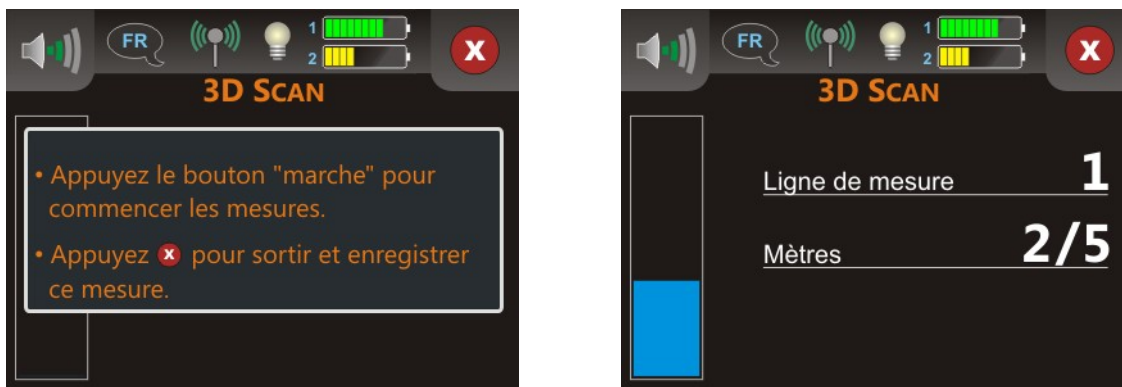 FR
1
2
X
3D SCAN
• Appuyez le bouton "marche" pour
commencer les mesures.
• Appuyez x pour sortir et enregistrer
ce mesure.
FR
1
2
X
3D SCAN
Ligne de mesure 1
Mètres 2/5